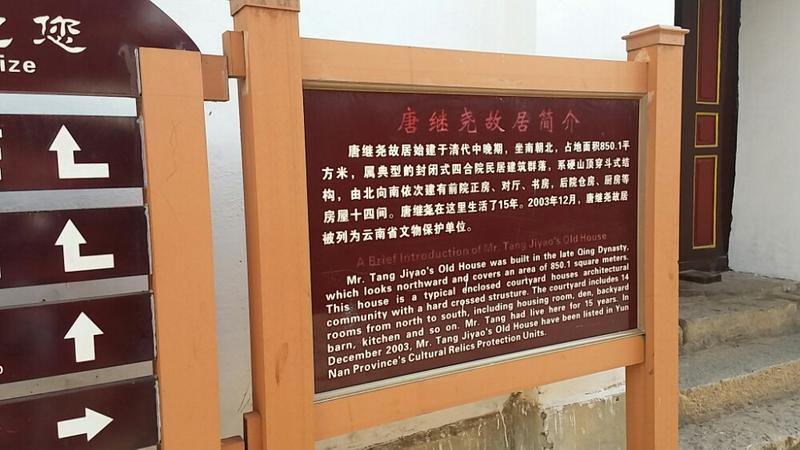 您
ize
唐继尧故居简介
唐继尧故居始建于清代中晚期，坐南朝北，占地面积850.1平
方米，属典型的封闭式四合院民居建筑群落，系硬山顶穿斗式结
构，由北向南依次建有前院正房、对厅、书房，后院仓房、厨房等
房屋十四间。唐继尧在这里生活了15年。2003年12月，唐继尧故居
被列为云南省文物保护单位。
A Brief Introduction of Mr. Tang Jiyao's Old House
Mr. Tang Jiyao's Old House was built in the late Qing Dynasty,
which looks northward and covers an area of 850.1 square meters.
This house is a typical enclosed courtyard houses architectural
community with a hard crossed strusture. The courtyard includes 14
rooms from north to south, including housing room, den, backyard
barn, kitchen and so on. Mr. Tang had live here for 15 years. In
December 2003, Mr. Tang Jiyao's Old House have been listed in Yun
Nan Province's Cultural Relics Protection Units.